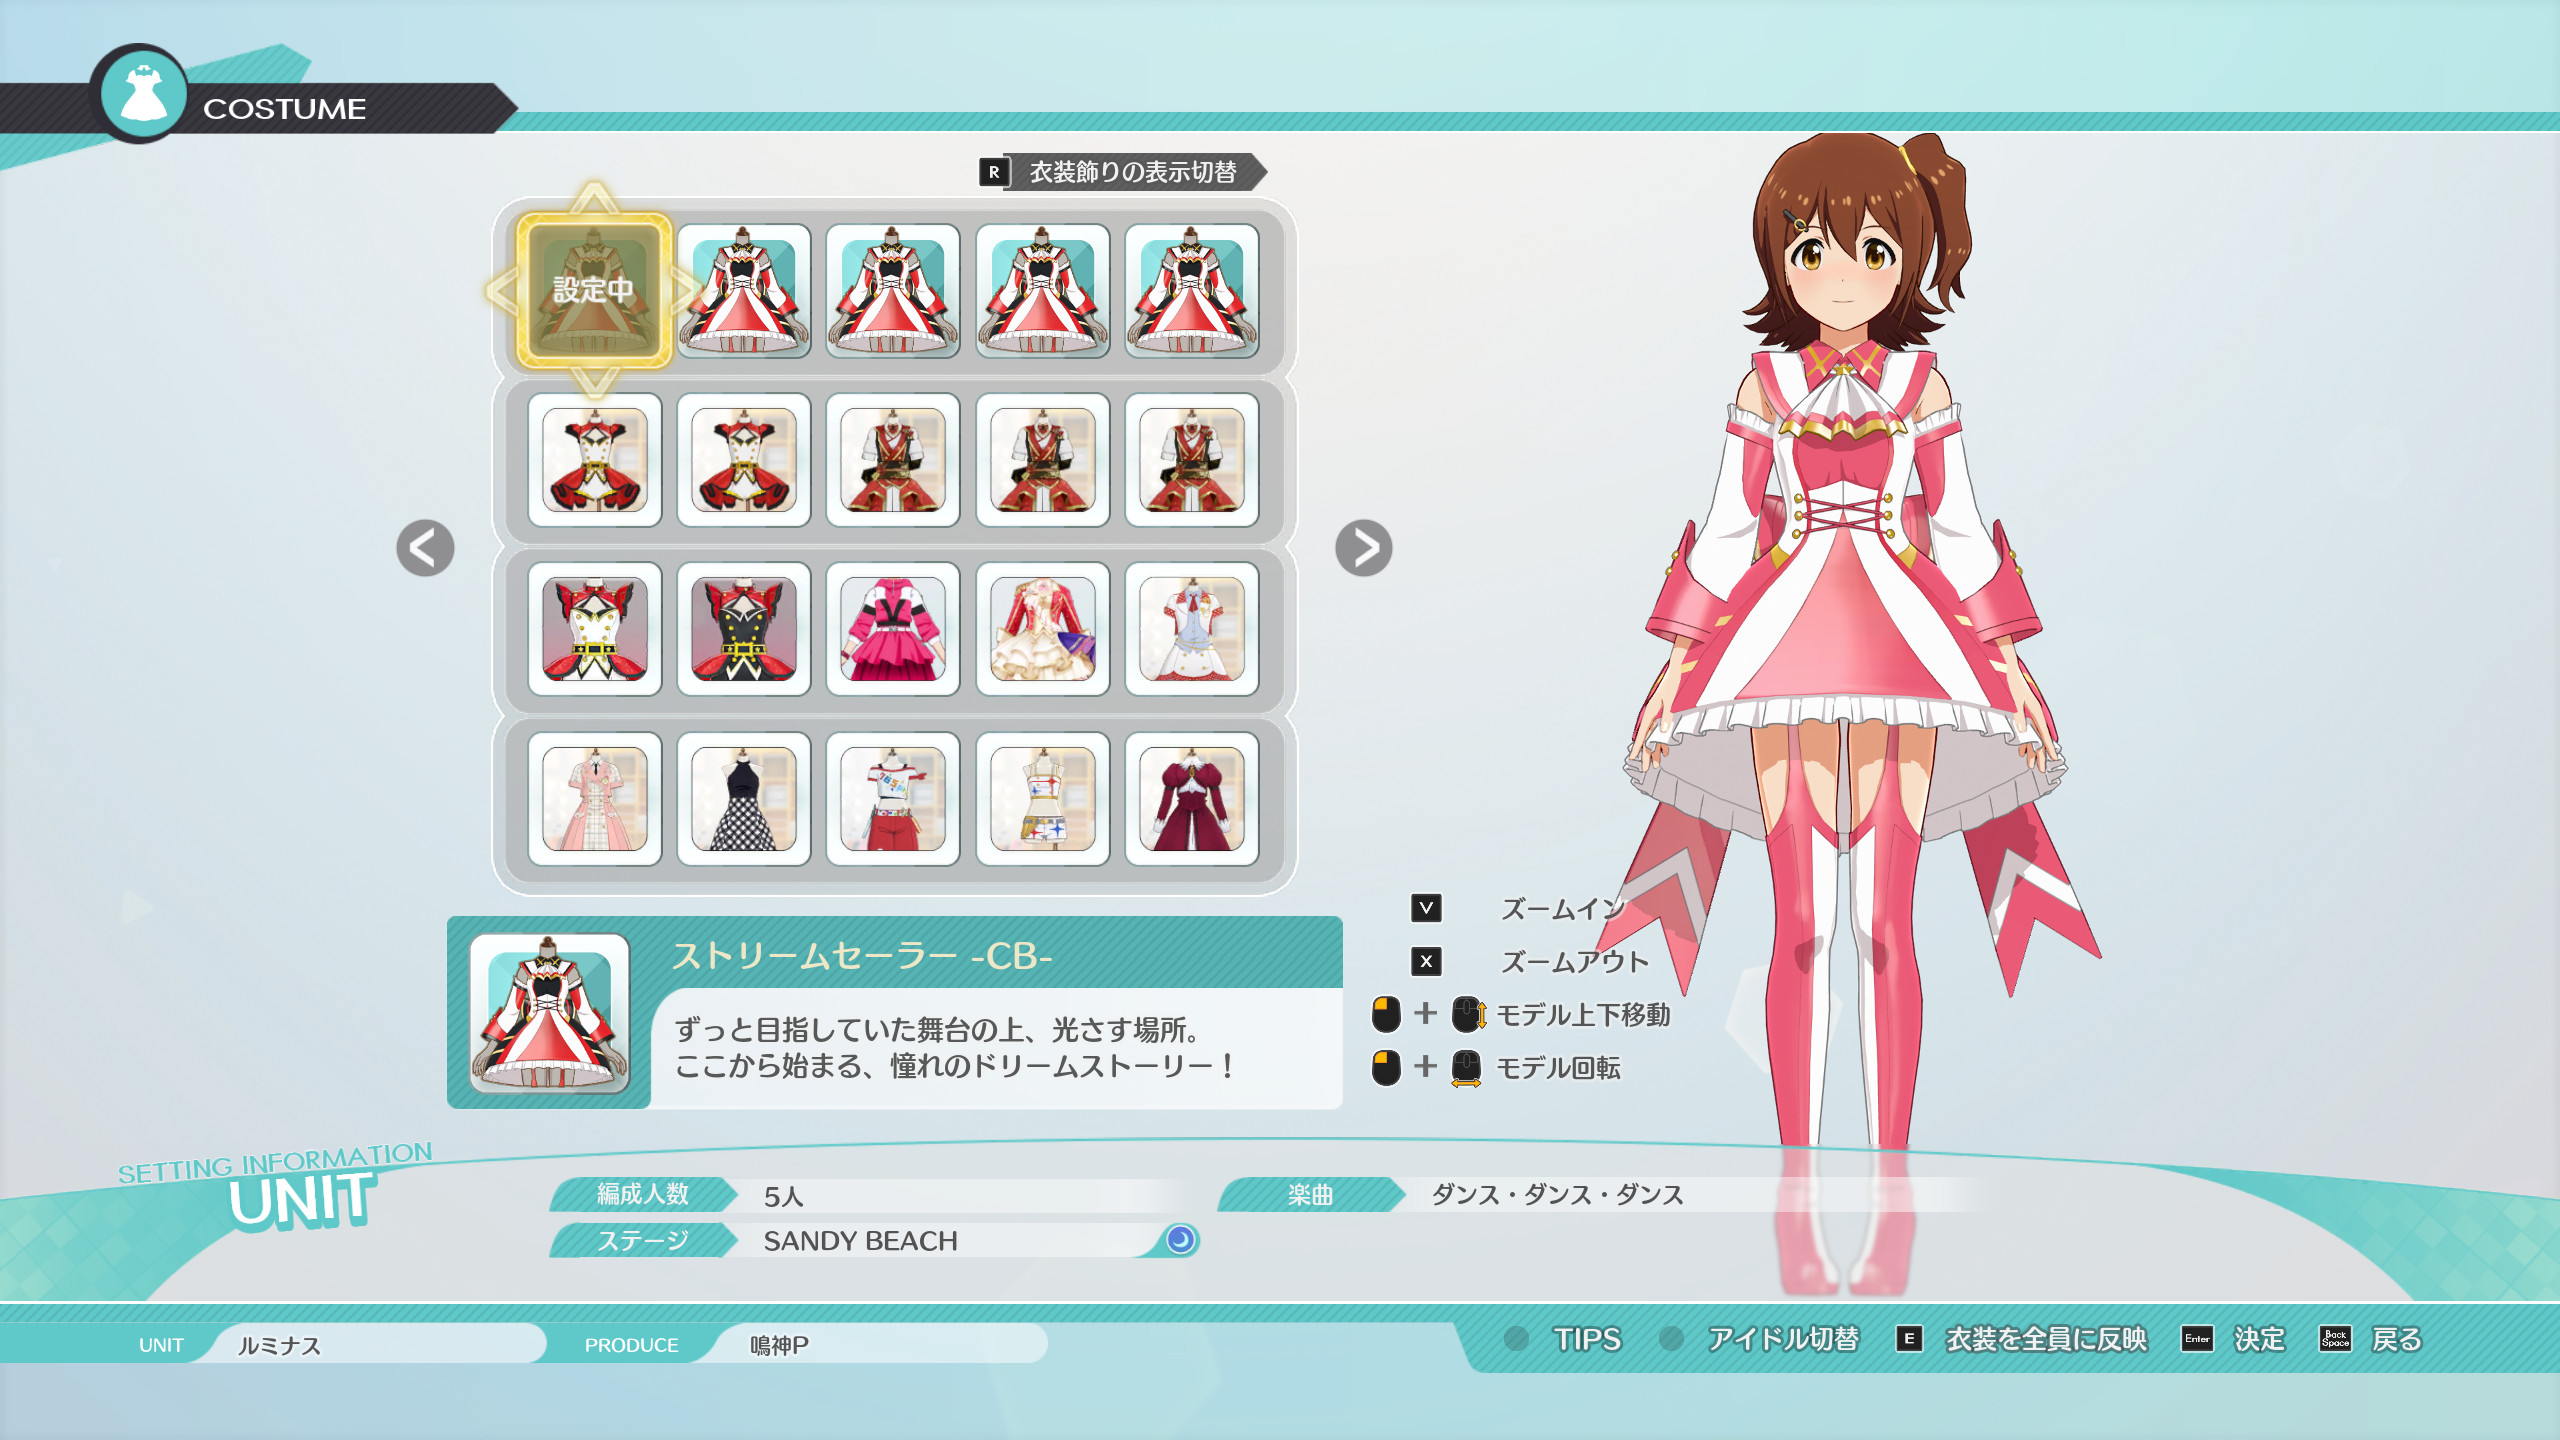 COSTUME
R 衣装飾りの表示切替
設定中
ストリームセーラー -CB-
ずっと目指していた舞台の上、光さす場所。
ここから始まる、憧れのドリームストーリー！
V ズームイン
X ズームアウト
+ モデル上下移動
+ モデル回転
SETTING INFORMATION
UNIT
編成人数 5人
楽曲 ダンス・ダンス・ダンス
ステージ SANDY BEACH
UNIT ルミナス PRODUCE 鳴神P
TIPS アイドル切替 E 衣装を全員に反映 Enter 決定 Back Space 戻る